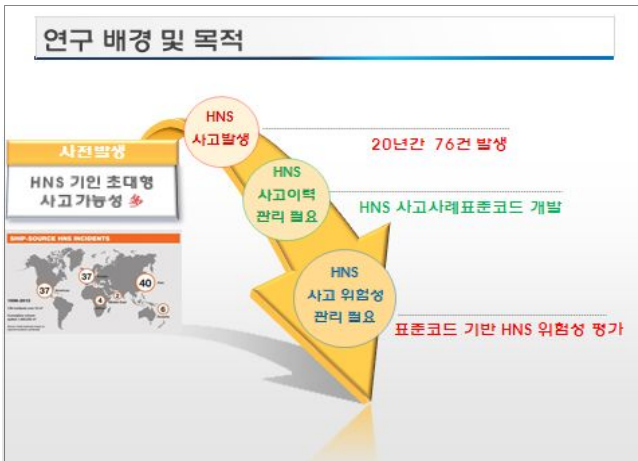 연구 배경 및 목적
HNS
사고발생
20년간 76건 발생
사전발생
HNS 기인 초대형
사고가능성 多
HNS
사고이력
관리 필요
HNS 사고사례표준코드 개발
SHIP-SOURCE HNS INCIDENTS
37
37
40
4
2
6
HNS
사고 위험성
관리 필요
표준코드 기반 HNS 위험성 평가